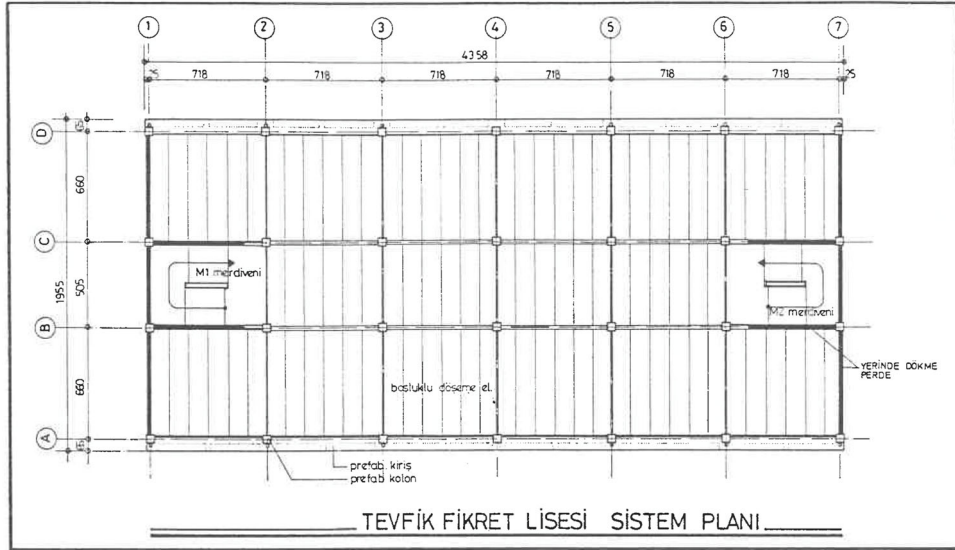 1 2 3 4 5 6 7
4358
25 718 718 718 718 718 718 25
D
660
C
M1 merdiveni
505
1955
M2 merdiveni
B
YERİNDE DÖKME
PERDE
660
boşluklu döşeme el.
A
prefab. kiriş
prefab kolon
TEVFİK FİKRET LİSESİ SİSTEM PLANI